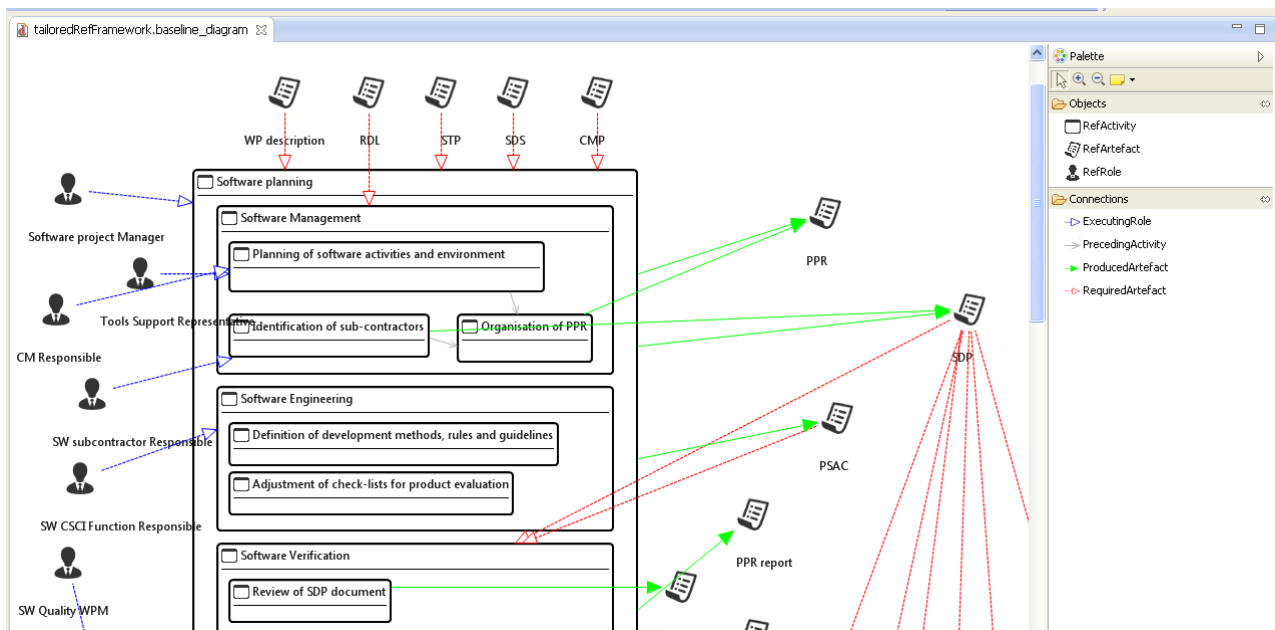 tailoredRefFramework.baseline_diagram
WP description
RDL
STP
SDS
CMP
Software planning
Software project Manager
Software Management
Planning of software activities and environment
Tools Support Representative
Identification of sub-contractors
Organisation of PPR
CM Responsible
PPR
SDP
Software Engineering
Definition of development methods, rules and guidelines
SW subcontractor Responsible
Adjustment of check-lists for product evaluation
PSAC
SW CSCI Function Responsible
Software Verification
PPR report
Review of SDP document
SW Quality WPM
Palette
Objects
RefActivity
RefArtefact
RefRole
Connections
ExecutingRole
PrecedingActivity
ProducedArtefact
RequiredArtefact